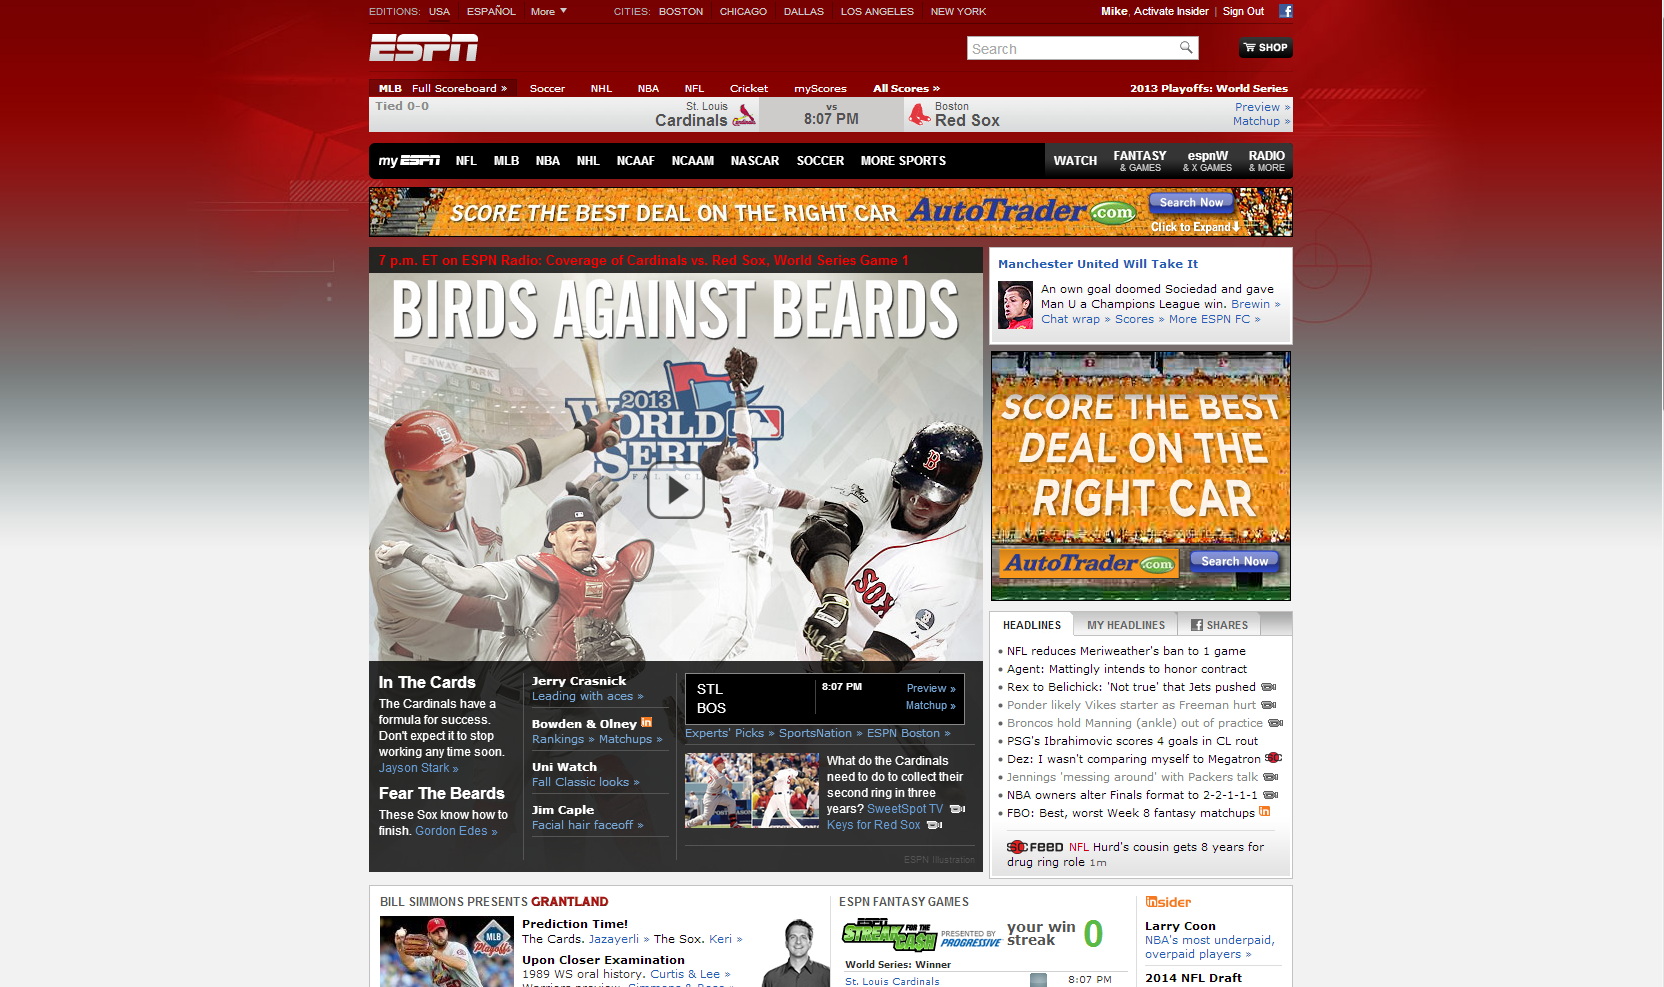 EDITIONS: USA ESPAÑOL More CITIES: BOSTON CHICAGO DALLAS LOS ANGELES NEW YORK Mike, Activate Insider | Sign Out
ESPN Search SHOP
MLB Full Scoreboard » Soccer NHL NBA NFL Cricket myScores All Scores » 2013 Playoffs: World Series
Tied 0-0 St. Louis vs Boston Preview »
Cardinals 8:07 PM Red Sox Matchup »
my ESPN NFL MLB NBA NHL NCAAF NCAAM NASCAR SOCCER MORE SPORTS WATCH FANTASY & GAMES espnW & X GAMES RADIO & MORE
SCORE THE BEST DEAL ON THE RIGHT CAR AutoTrader.com Search Now
Click to Expand
7 p.m. ET on ESPN Radio: Coverage of Cardinals vs. Red Sox, World Series Game 1
BIRDS AGAINST BEARDS
FENWAY PARK
2013
WORLD
SERIES
In The Cards
The Cardinals have a
formula for success.
Don't expect it to stop
working any time soon.
Jayson Stark »
Fear The Beards
These Sox know how to
finish. Gordon Edes »
Jerry Crasnick
Leading with aces »
Bowden & Olney in
Rankings » Matchups »
Uni Watch
Fall Classic looks »
Jim Caple
Facial hair faceoff »
STL 8:07 PM Preview »
BOS Matchup »
Experts' Picks » SportsNation » ESPN Boston »
What do the Cardinals
need to do to collect their
second ring in three
years? SweetSpot TV
Keys for Red Sox
ESPN Illustration
Manchester United Will Take It
An own goal doomed Sociedad and gave
Man U a Champions League win. Brewin »
Chat wrap » Scores » More ESPN FC »
SCORE THE BEST
DEAL ON THE
RIGHT CAR
AutoTrader.com Search Now
HEADLINES MY HEADLINES f SHARES
NFL reduces Meriweather's ban to 1 game
Agent: Mattingly intends to honor contract
Rex to Belichick: 'Not true' that Jets pushed
Ponder likely Vikes starter as Freeman hurt
Broncos hold Manning (ankle) out of practice
PSG's Ibrahimovic scores 4 goals in CL rout
Dez: I wasn't comparing myself to Megatron
Jennings 'messing around' with Packers talk
NBA owners alter Finals format to 2-2-1-1-1
FBO: Best, worst Week 8 fantasy matchups in
SC FEED NFL Hurd's cousin gets 8 years for
drug ring role 1m
BILL SIMMONS PRESENTS GRANTLAND
MLB
Playoffs
Prediction Time!
The Cards. Jazayerli » The Sox. Keri »
Upon Closer Examination
1989 WS oral history. Curtis & Lee »
Warriors preview. Simmons & Rose »
ESPN FANTASY GAMES
ESPN STREAK FOR THE CASH PRESENTED BY PROGRESSIVE your win streak 0
World Series: Winner
St. Louis Cardinals 8:07 PM
insider
Larry Coon
NBA's most underpaid,
overpaid players »
2014 NFL Draft